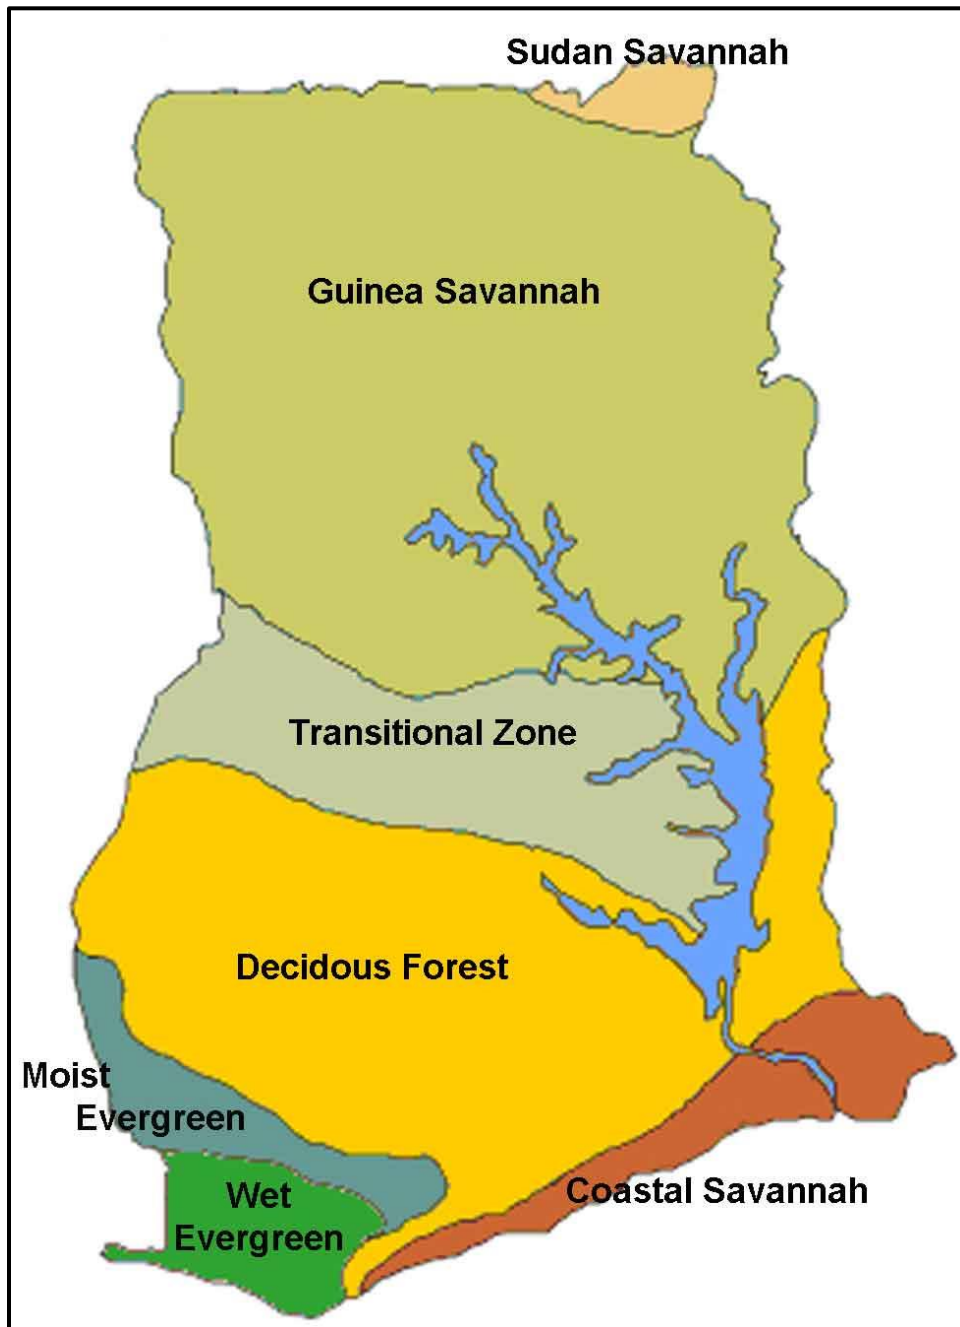 Sudan Savannah
Guinea Savannah
Transitional Zone
Decidous Forest
Moist
Evergreen
Wet
Evergreen
Coastal Savannah